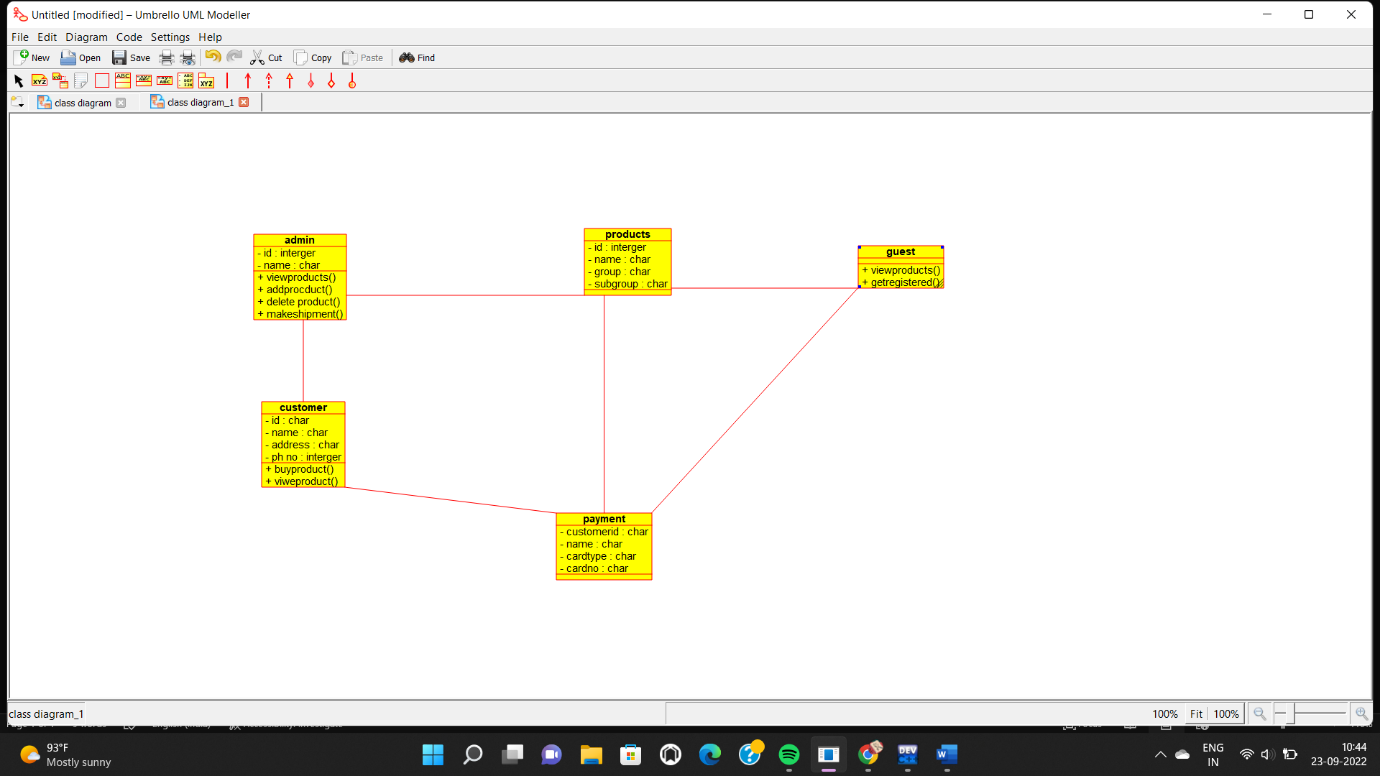 Untitled [modified] – Umbrello UML Modeller
File Edit Diagram Code Settings Help
New Open Save Cut Copy Paste Find
class diagram class diagram_1
admin
- id : interger
- name : char
+ viewproducts()
+ addprocduct()
+ delete product()
+ makeshipment()
products
- id : interger
- name : char
- group : char
- subgroup : char
guest
+ viewproducts()
+ getregistered()
customer
- id : char
- name : char
- address : char
- ph no : interger
+ buyproduct()
+ viweproduct()
payment
- customerid : char
- name : char
- cardtype : char
- cardno : char
class diagram_1
100% Fit 100%
93°F
Mostly sunny
DEV
ENG
IN
10:44
23-09-2022